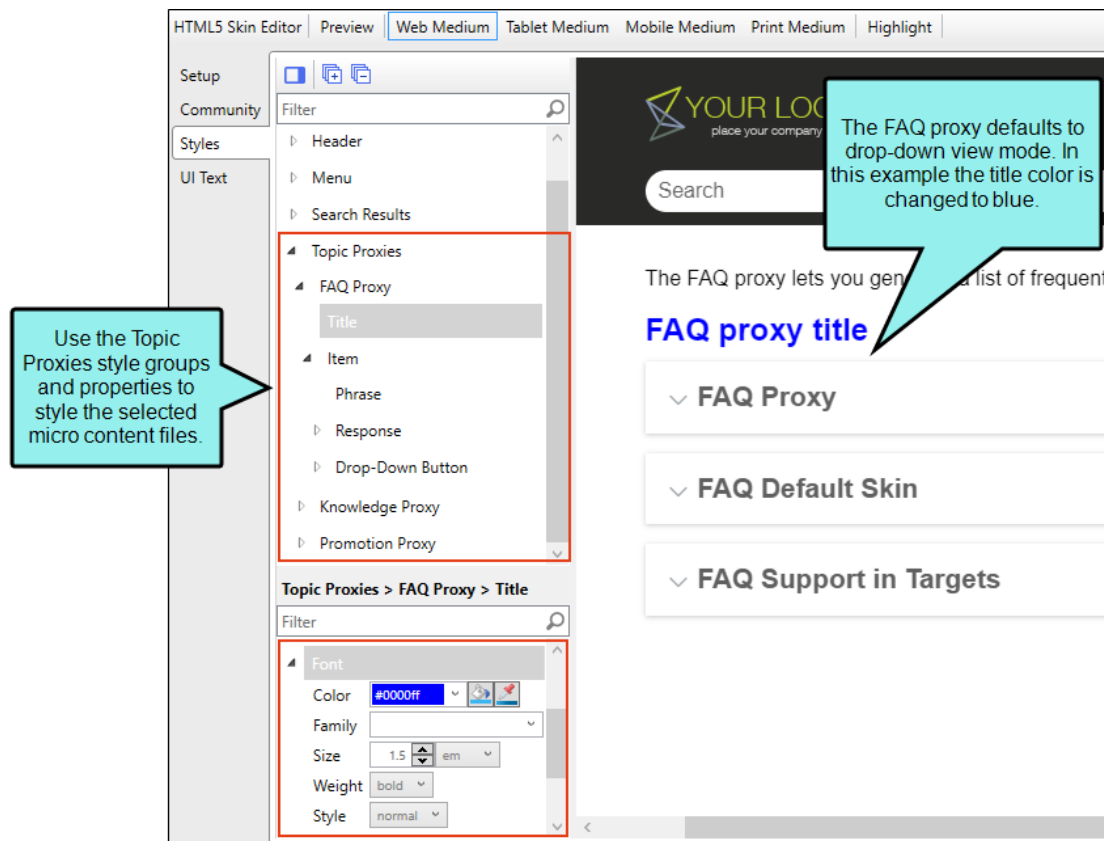 HTML5 Skin Editor
Preview
Web Medium
Tablet Medium
Mobile Medium
Print Medium
Highlight
Setup
Community
Styles
UI Text
Filter
Header
Menu
Search Results
Topic Proxies
FAQ Proxy
Title
Item
Phrase
Response
Drop-Down Button
Knowledge Proxy
Promotion Proxy
Topic Proxies > FAQ Proxy > Title
Filter
Font
Color #0000ff
Family
Size 1.5 em
Weight bold
Style normal
Use the Topic
Proxies style groups
and properties to
style the selected
micro content files.
YOUR LOG
place your company
Search
The FAQ proxy defaults to
drop-down view mode. In
this example the title color is
changed to blue.
The FAQ proxy lets you gen list of frequent
FAQ proxy title
FAQ Proxy
FAQ Default Skin
FAQ Support in Targets